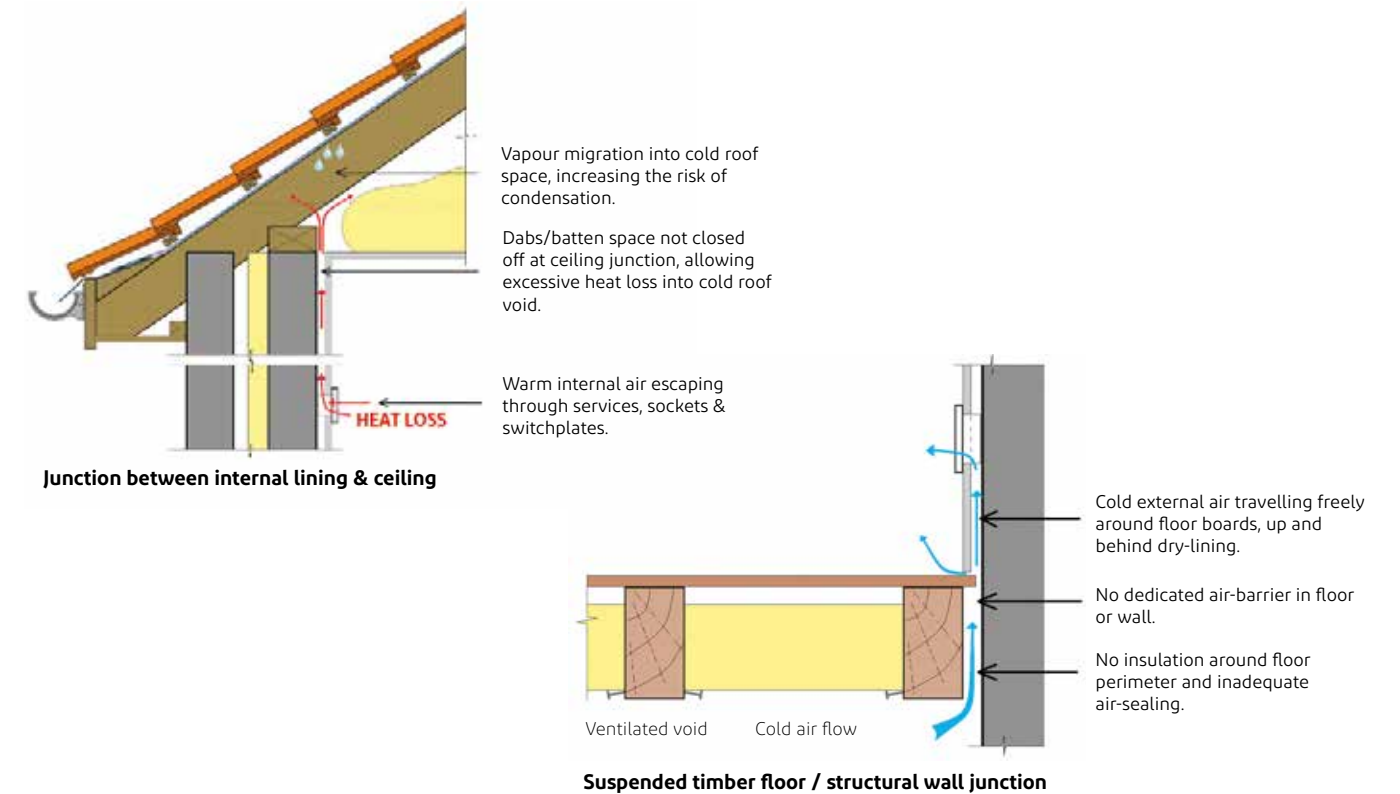 Vapour migration into cold roof
space, increasing the risk of
condensation.
Dabs/batten space not closed
off at ceiling junction, allowing
excessive heat loss into cold roof
void.
Warm internal air escaping
through services, sockets &
switchplates.
HEAT LOSS
Junction between internal lining & ceiling
Cold external air travelling freely
around floor boards, up and
behind dry-lining.
No dedicated air-barrier in floor
or wall.
No insulation around floor
perimeter and inadequate
air-sealing.
Ventilated void
Cold air flow
Suspended timber floor / structural wall junction